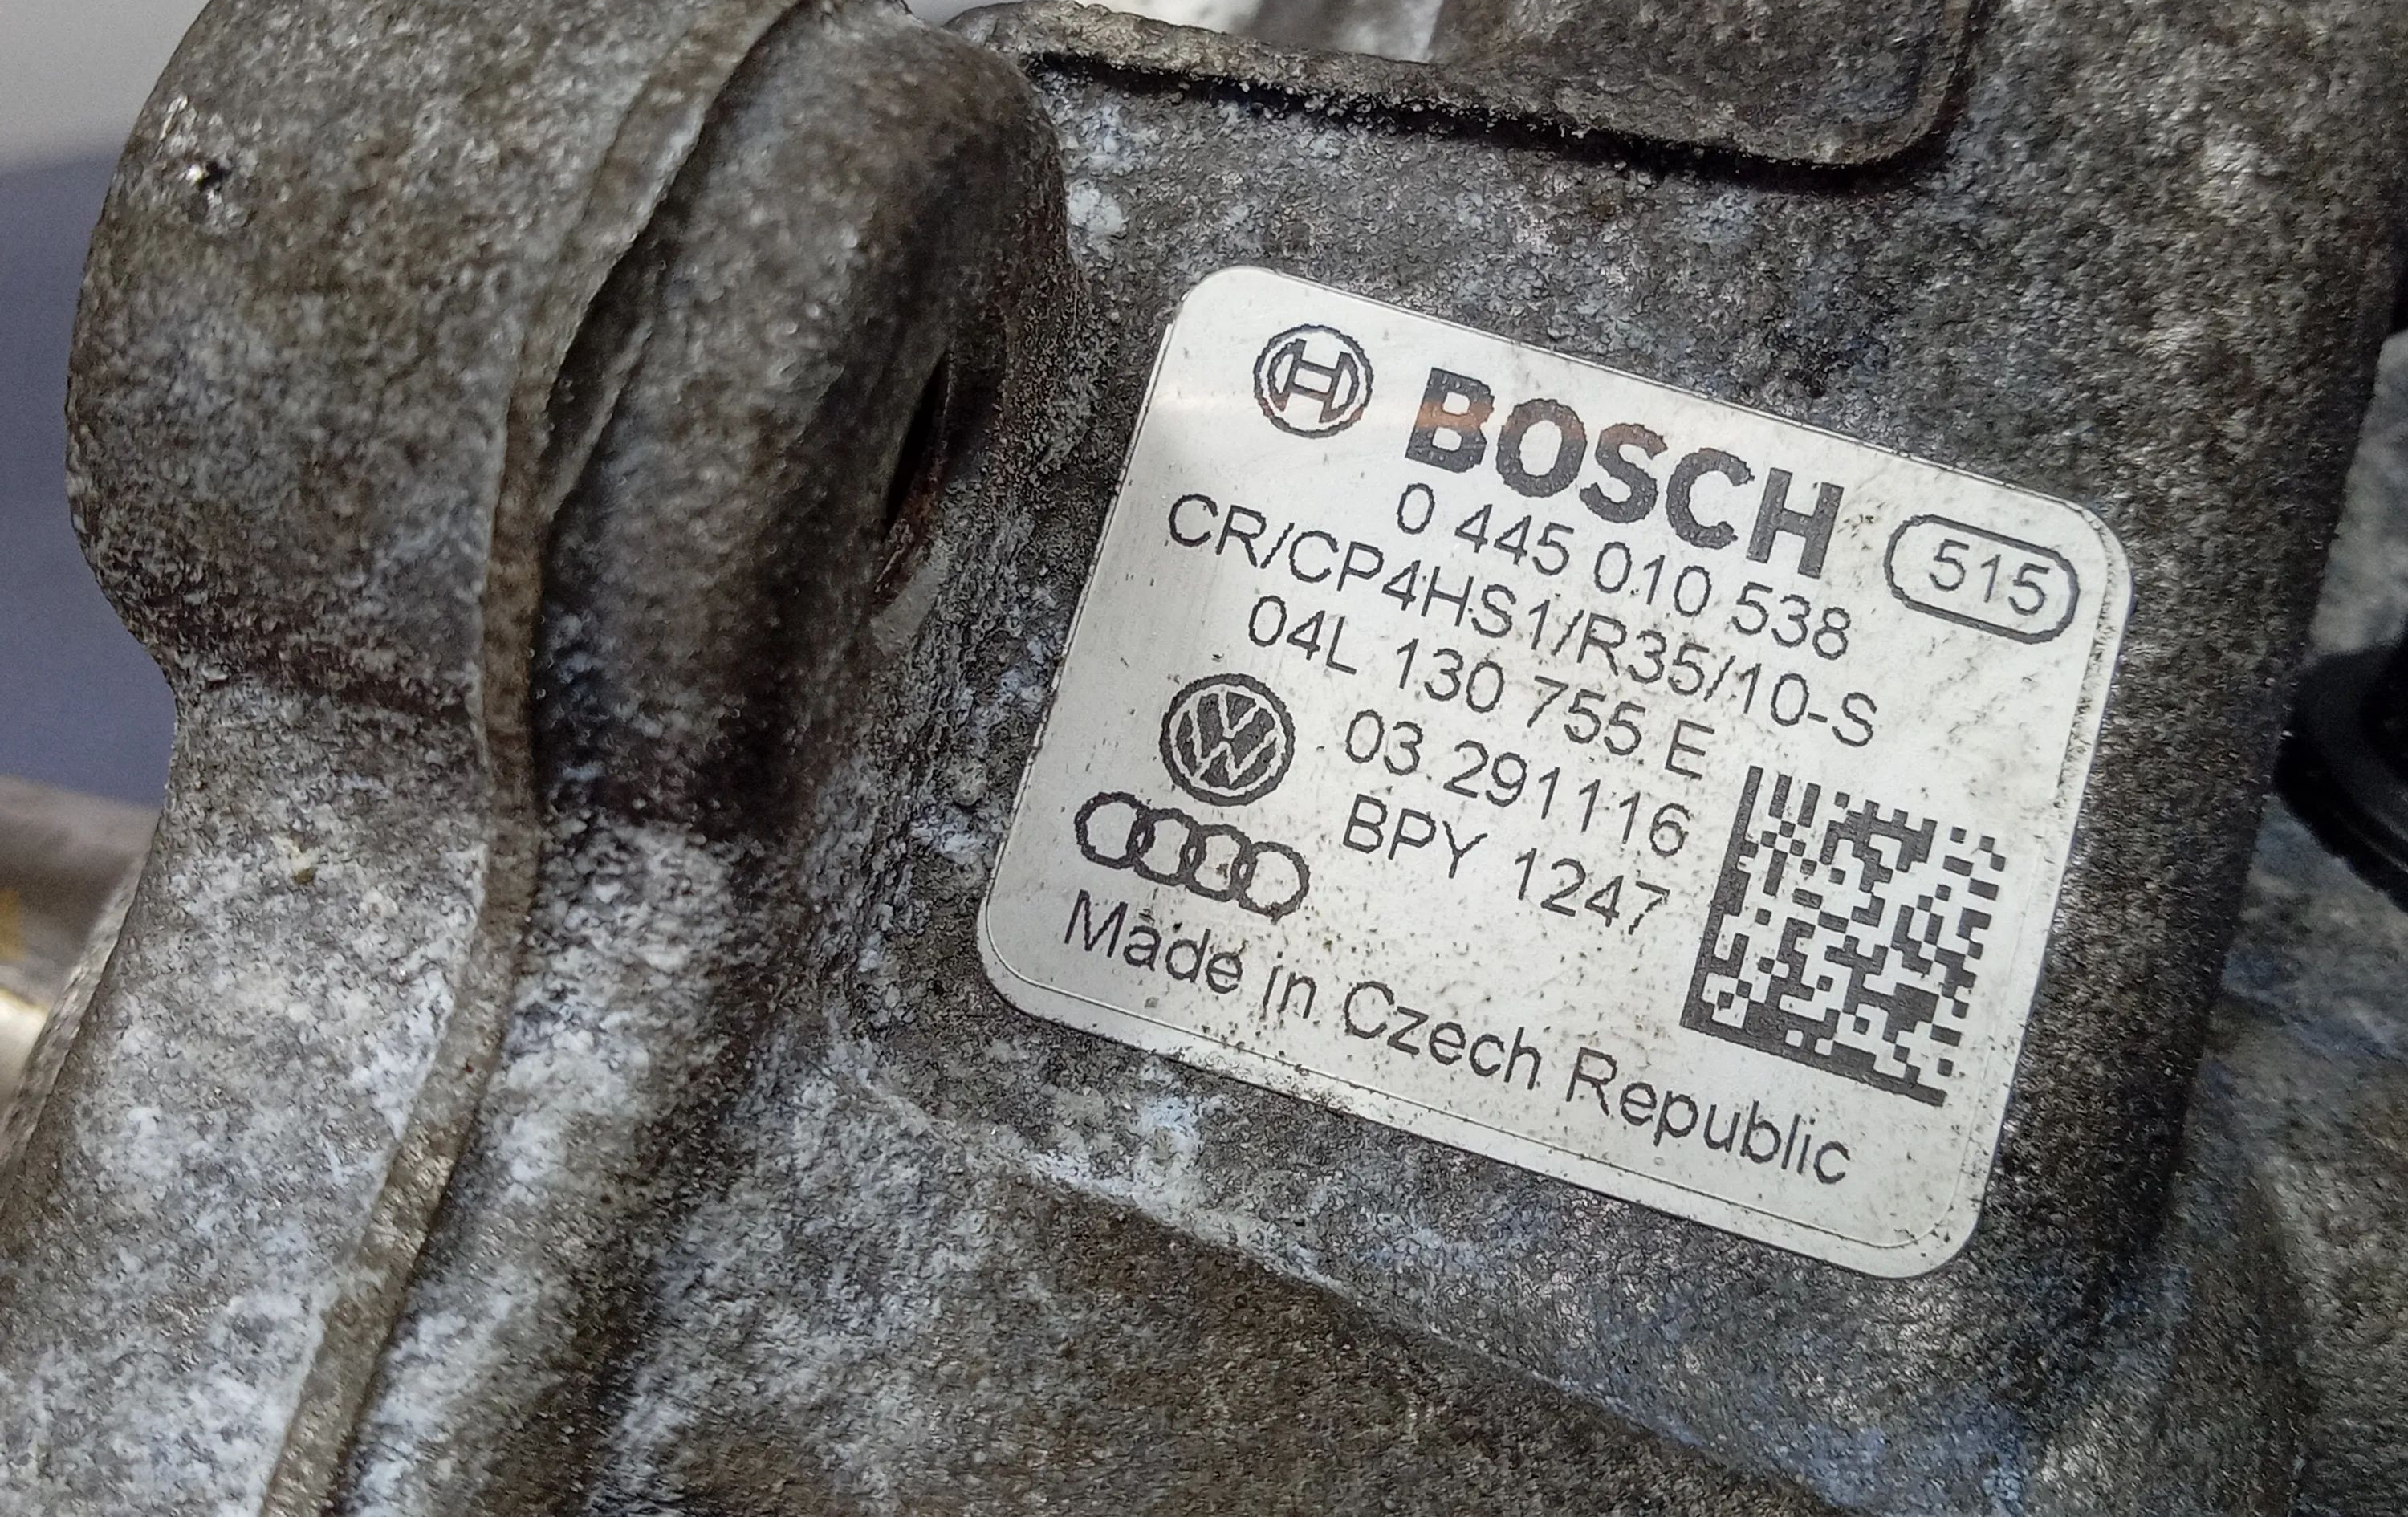 BOSCH
515
0 445 010 538
CR/CP4HS1/R35/10-S
04L 130 755 E
03 291116
BPY 1247
Made in Czech Republic